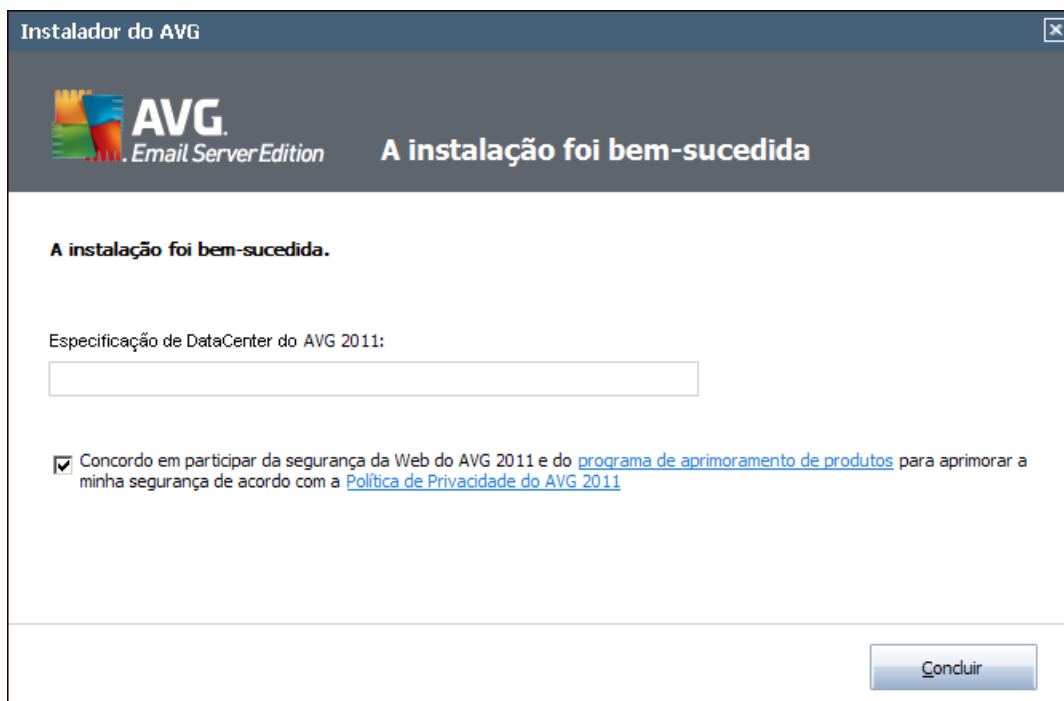 Instalador do AVG
AVG.
Email Server Edition
A instalação foi bem-sucedida
A instalação foi bem-sucedida.
Especificação de DataCenter do AVG 2011:
Concordo em participar da segurança da Web do AVG 2011 e do programa de aprimoramento de produtos para aprimorar a
minha segurança de acordo com a Política de Privacidade do AVG 2011
Concluir